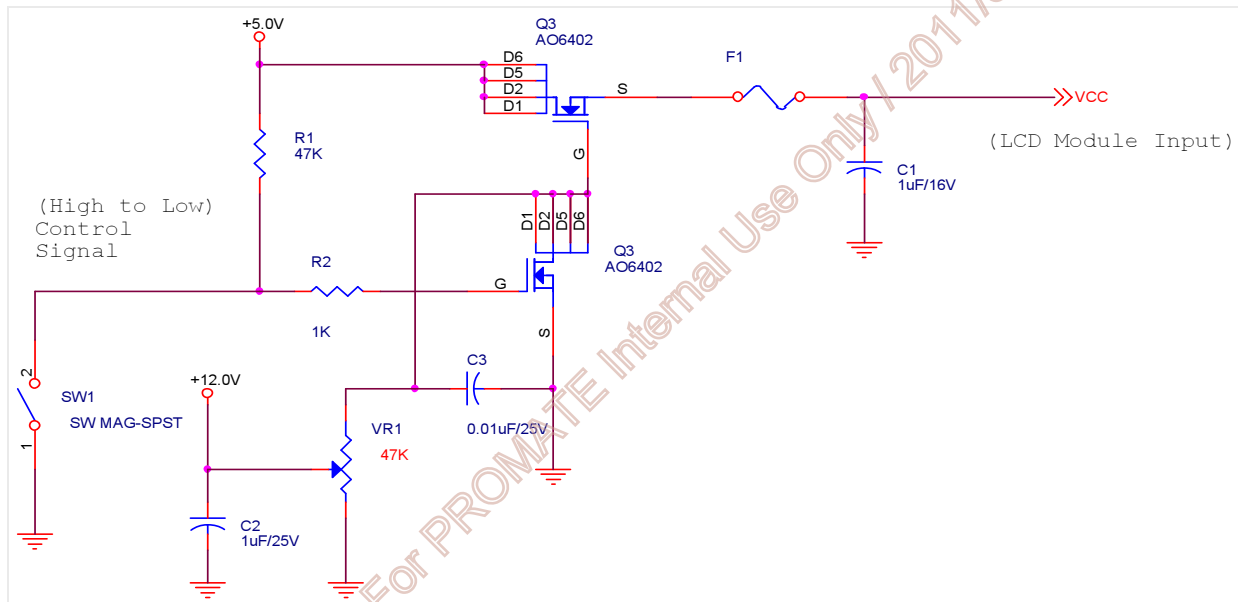 +5.0V
Q3
AO6402
D6
D5
D2
D1
S
G
F1
VCC
(LCD Module Input)
R1
47K
C1
1uF/16V
(High to Low)
Control
Signal
D1
D2
D5
D6
Q3
AO6402
R2
1K
G
S
2
SW1
SW MAG-SPST
1
+12.0V
C3
0.01uF/25V
VR1
47K
C2
1uF/25V
For PROMATE Internal Use Only / 2011/